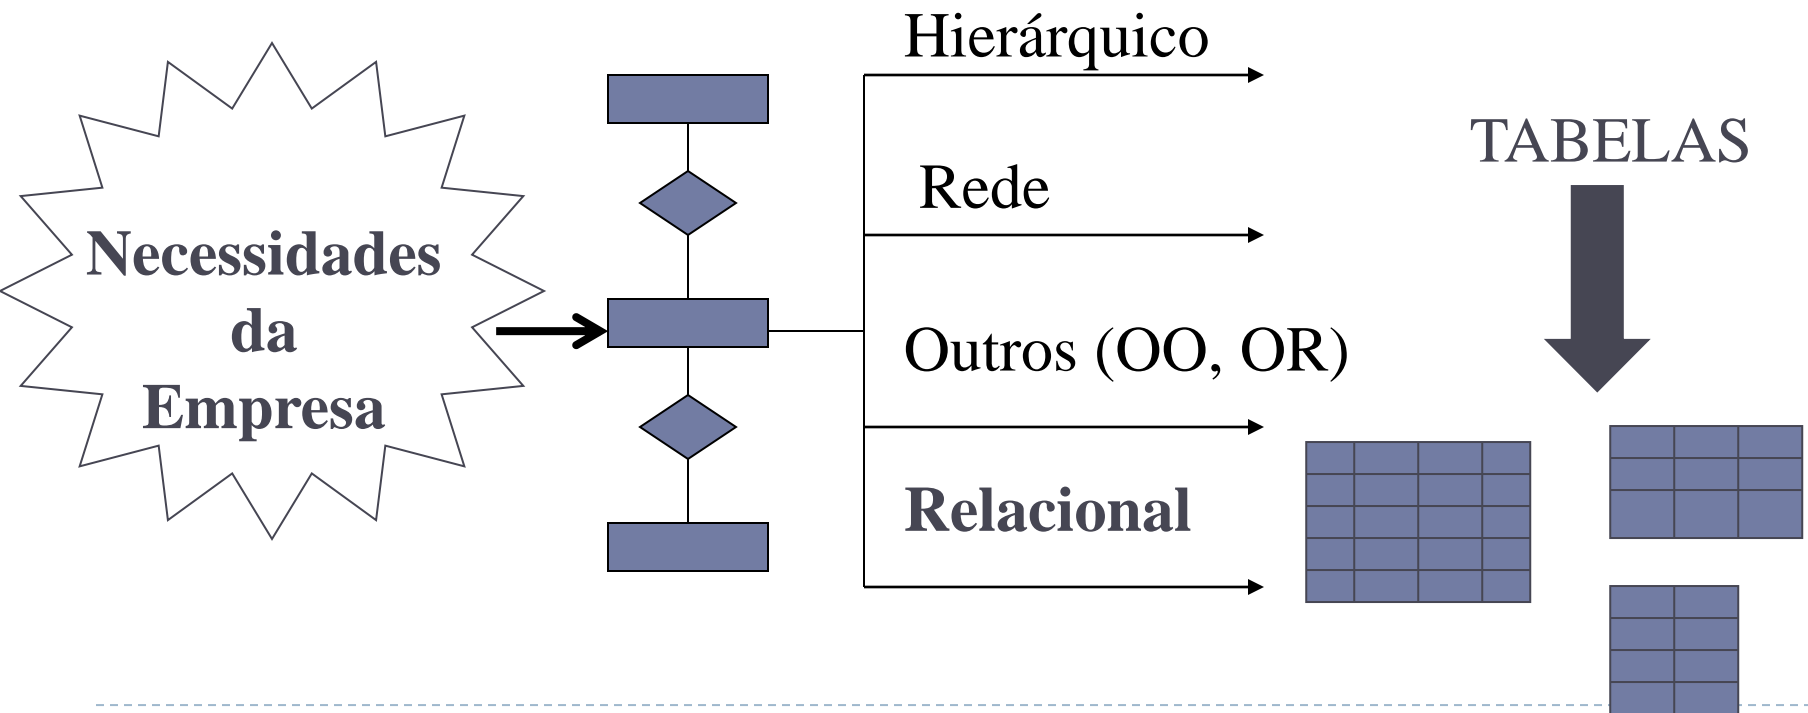 Necessidades
da
Empresa
Hierárquico
Rede
Outros (OO, OR)
Relacional
TABELAS